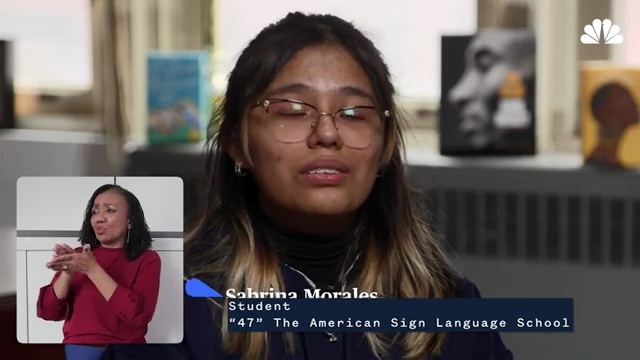 Sabrina Morales
Student
“47” The American Sign Language School